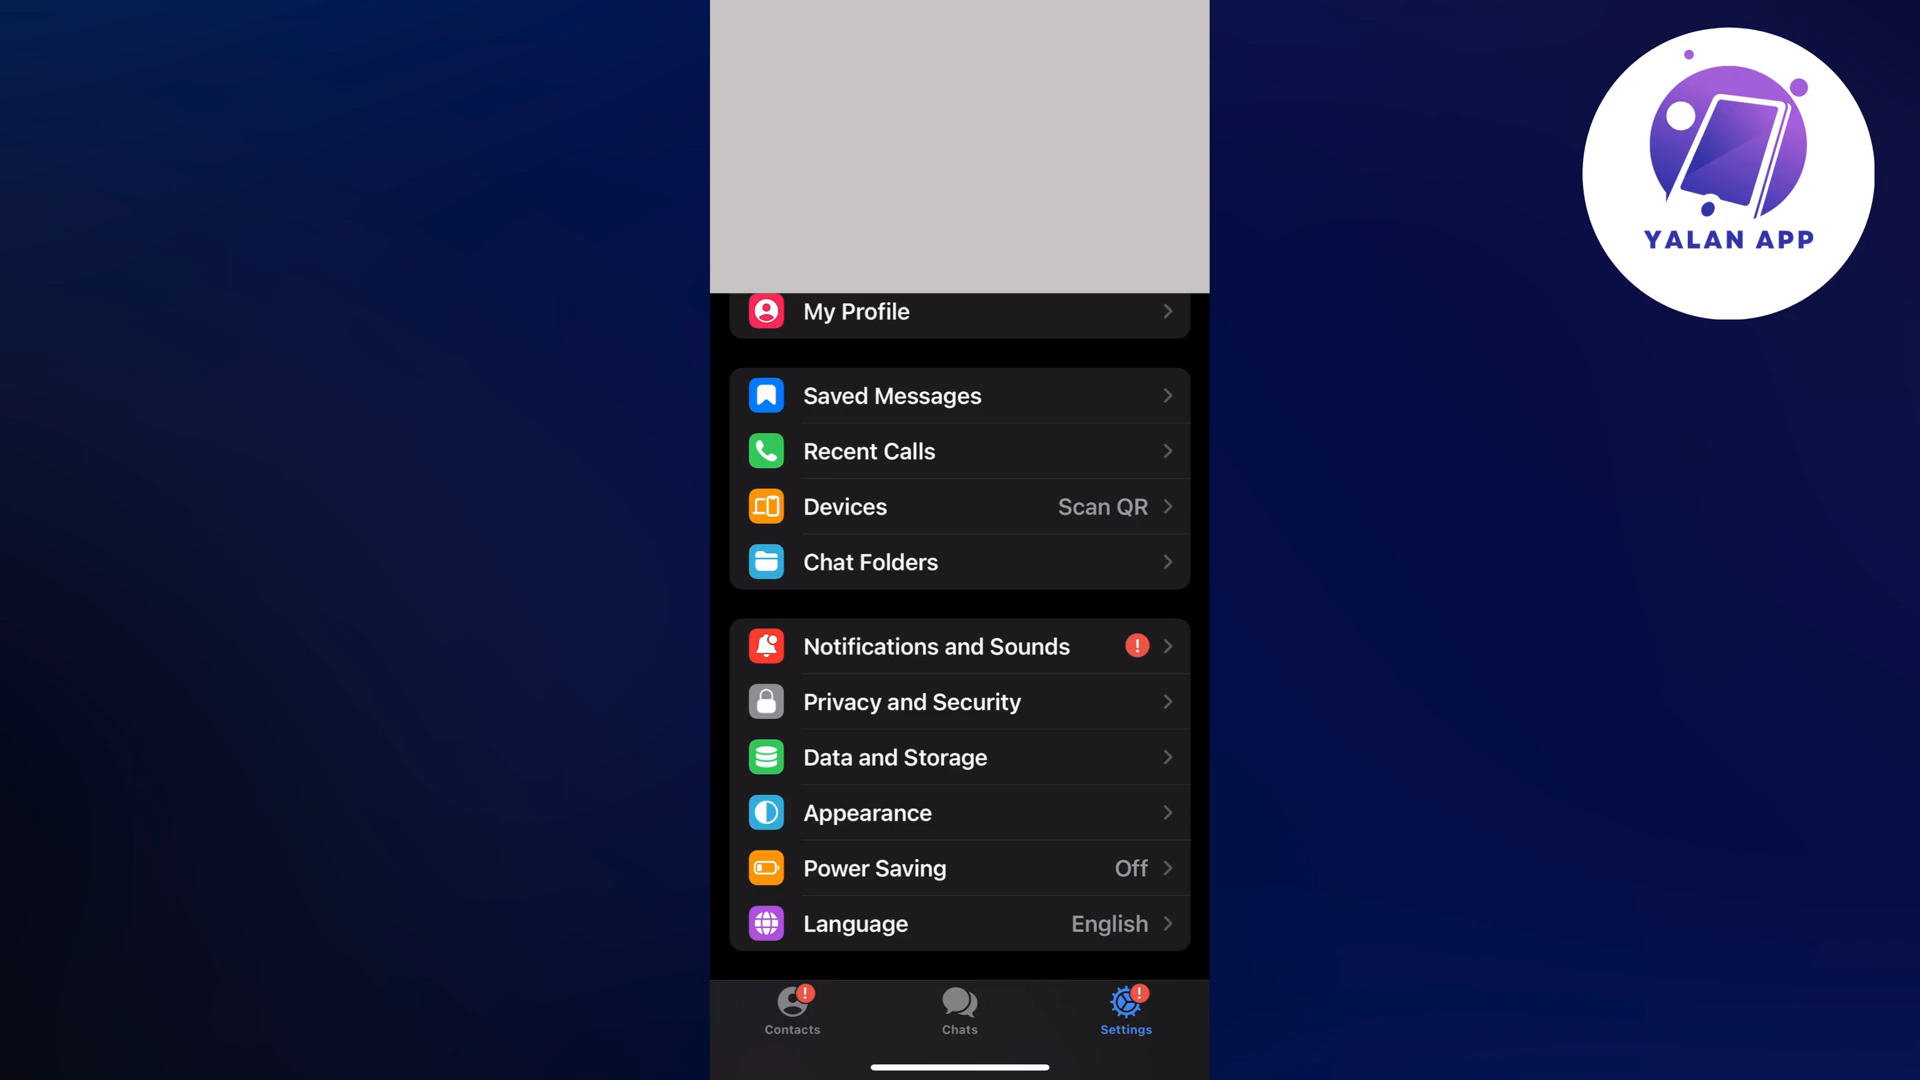 YALAN APP
My Profile
Saved Messages
Recent Calls
Devices Scan QR
Chat Folders
Notifications and Sounds !
Privacy and Security
Data and Storage
Appearance
Power Saving Off
Language English
! !
Contacts Chats Settings